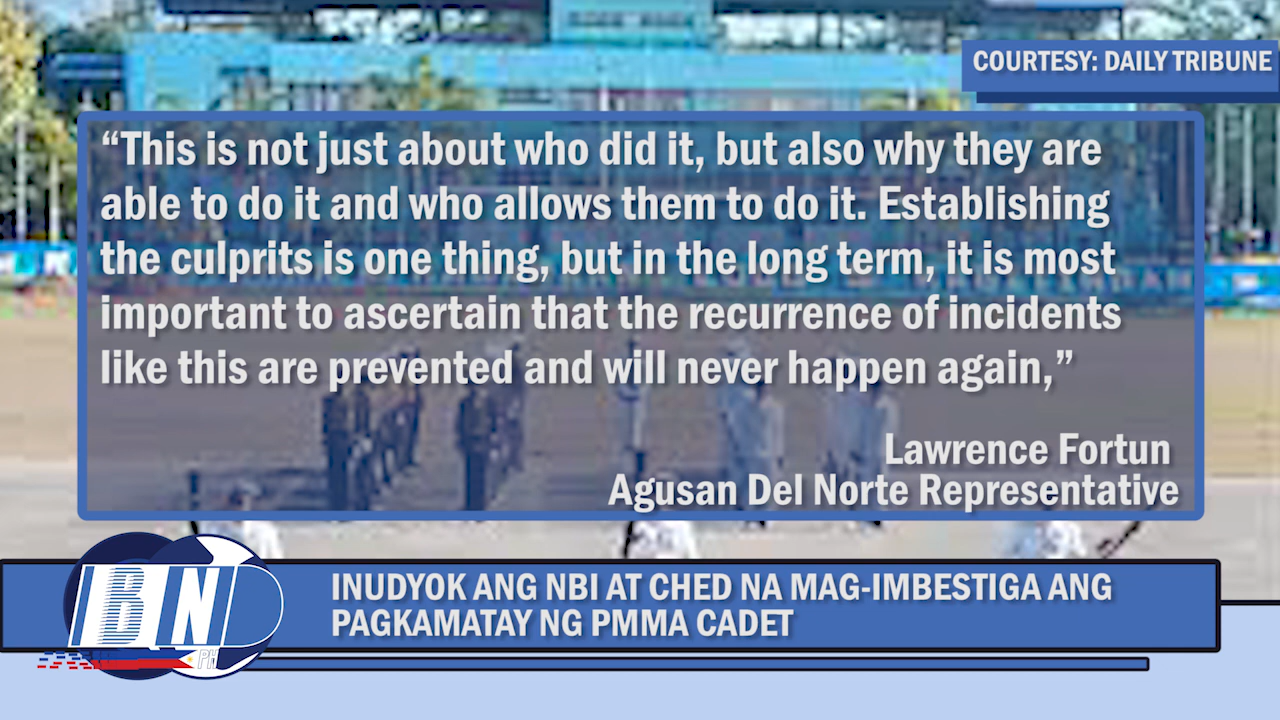 COURTESY: DAILY TRIBUNE
“This is not just about who did it, but also why they are
able to do it and who allows them to do it. Establishing
the culprits is one thing, but in the long term, it is most
important to ascertain that the recurrence of incidents
like this are prevented and will never happen again,”
Lawrence Fortun
Agusan Del Norte Representative
IBN
PH
INUDYOK ANG NBI AT CHED NA MAG-IMBESTIGA ANG
PAGKAMATAY NG PMMA CADET